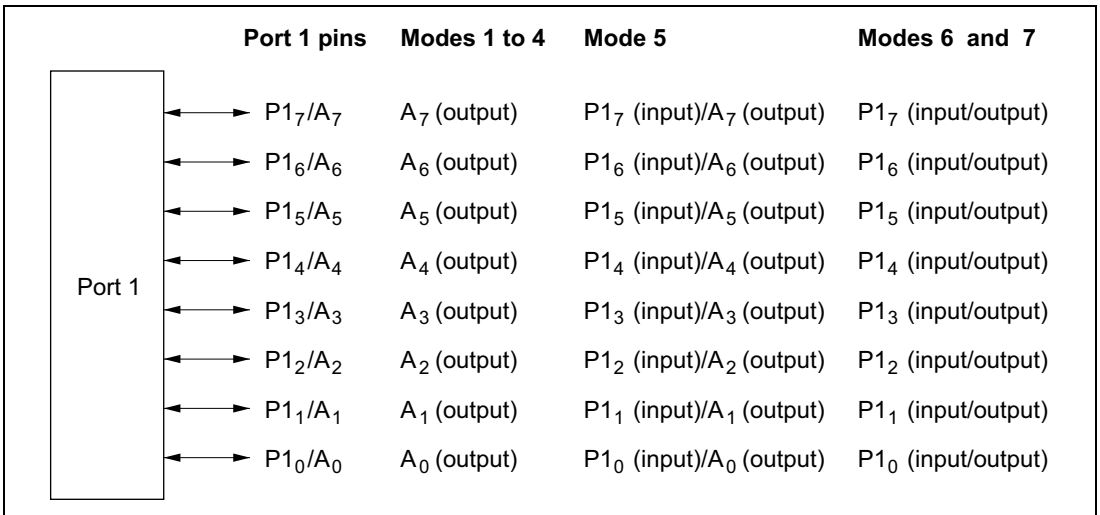 Port 1 pins Modes 1 to 4 Mode 5 Modes 6 and 7
P1₇/A₇ A₇ (output) P1₇ (input)/A₇ (output) P1₇ (input/output)
P1₆/A₆ A₆ (output) P1₆ (input)/A₆ (output) P1₆ (input/output)
P1₅/A₅ A₅ (output) P1₅ (input)/A₅ (output) P1₅ (input/output)
P1₄/A₄ A₄ (output) P1₄ (input)/A₄ (output) P1₄ (input/output)
Port 1
P1₃/A₃ A₃ (output) P1₃ (input)/A₃ (output) P1₃ (input/output)
P1₂/A₂ A₂ (output) P1₂ (input)/A₂ (output) P1₂ (input/output)
P1₁/A₁ A₁ (output) P1₁ (input)/A₁ (output) P1₁ (input/output)
P1₀/A₀ A₀ (output) P1₀ (input)/A₀ (output) P1₀ (input/output)